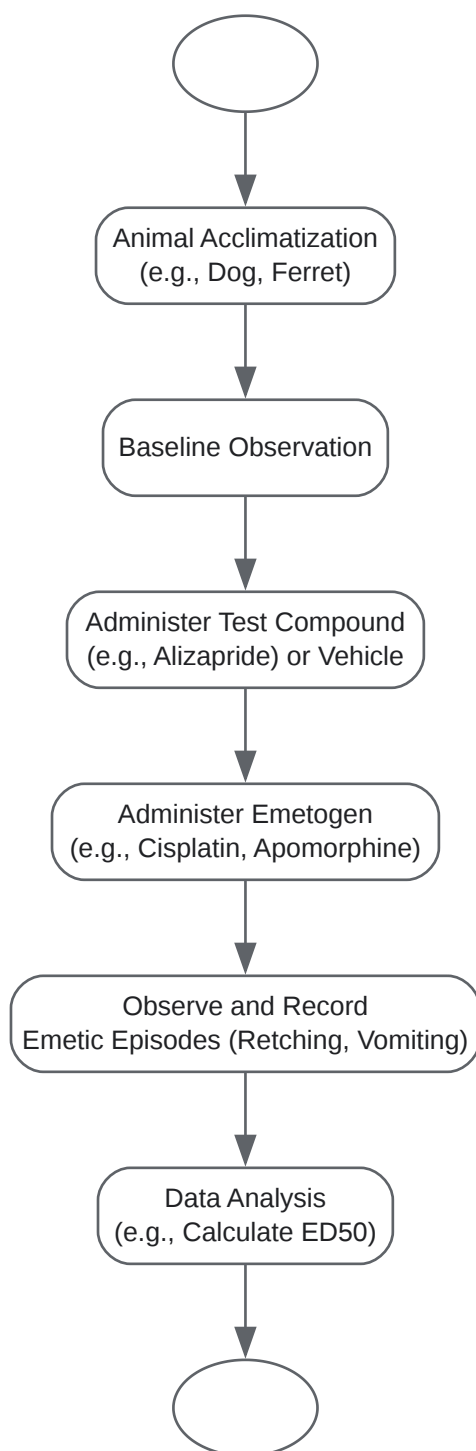 Animal Acclimatization
(e.g., Dog, Ferret)
Baseline Observation
Administer Test Compound
(e.g., Alizapride) or Vehicle
Administer Emetogen
(e.g., Cisplatin, Apomorphine)
Observe and Record
Emetic Episodes (Retching, Vomiting)
Data Analysis
(e.g., Calculate ED50)